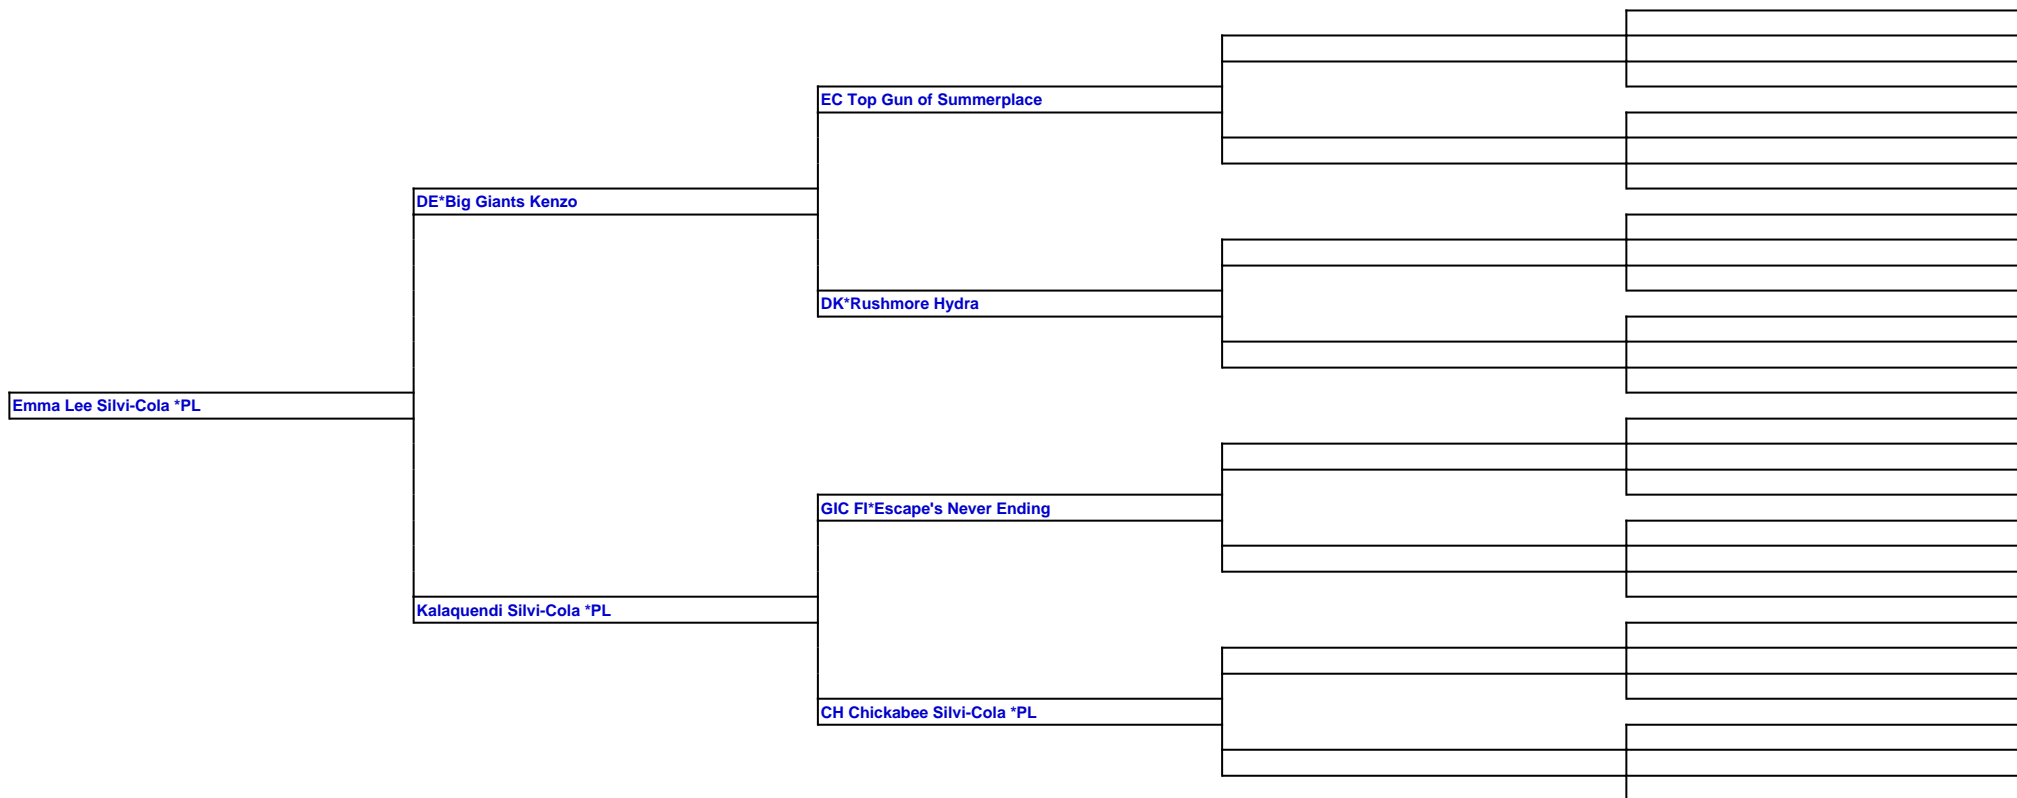 EC Top Gun of Summerplace
DE*Big Giants Kenzo
DK*Rushmore Hydra
Emma Lee Silvi-Cola *PL
GIC FI*Escape's Never Ending
Kalaquendi Silvi-Cola *PL
CH Chickabee Silvi-Cola *PL